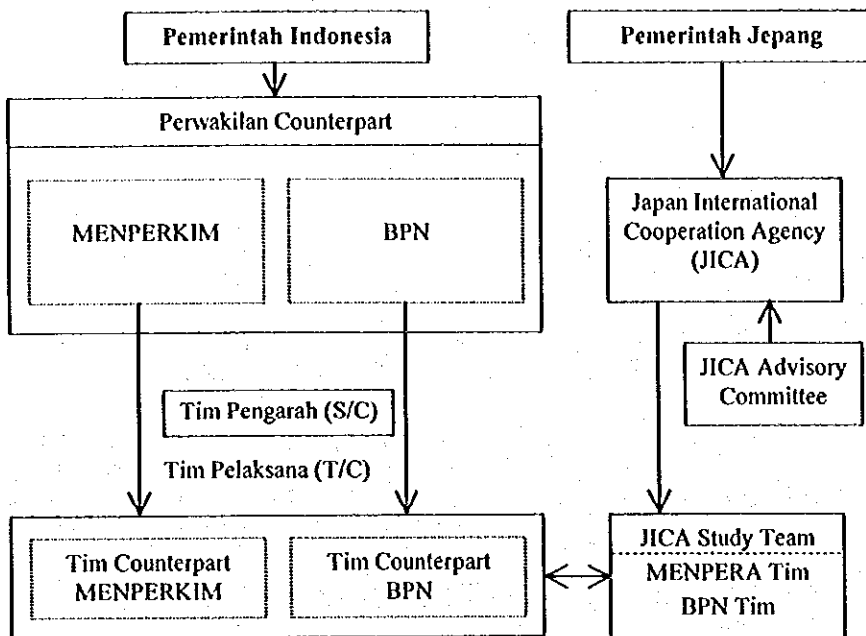 Pemerintah Indonesia
Pemerintah Jepang
Perwakilan Counterpart
MENPERKIM
BPN
Japan International
Cooperation Agency
(JICA)
JICA Advisory
Committee
Tim Pengarah (S/C)
Tim Pelaksana (T/C)
Tim Counterpart
MENPERKIM
Tim Counterpart
BPN
JICA Study Team
MENPERA Tim
BPN Tim